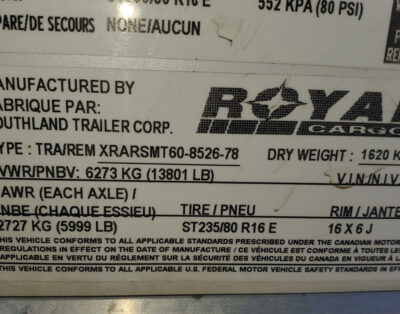 R16 E 552 KPA (80 PSI)
PARE/DE SECOURS NONE/AUCUN
MANUFACTURED BY
FABRIQUE PAR:
SOUTHLAND TRAILER CORP.
ROYAL
CARGO
TYPE : TRA/REM XRARSMT60-8526-78 DRY WEIGHT : 1620 K
GVWR/PNBV: 6273 KG (13801 LB) V.I.N/N.I.V
GAWR (EACH AXLE) /
PNBE (CHAQUE ESSIEU) TIRE / PNEU RIM / JANTE
2727 KG (5999 LB) ST235/80 R16 E 16 X 6 J
THIS VEHICLE CONFORMS TO ALL APPLICABLE STANDARDS PRESCRIBED UNDER THE CANADIAN MOTOR
REGULATIONS IN EFFECT ON THE DATE OF MANUFACTURE / CE VÉHICULE EST CONFORME À TOUTES
APPLICABLE EN VERTU DU RÉGLEMENT SUR LA SÉCURITÉ DES VÉHICULES DU CANADA EN VIGUEUR À L
THIS VEHICLE CONFORMS TO ALL APPLICABLE U.S. FEDERAL MOTOR VEHICLE SAFETY STANDARDS IN EFF